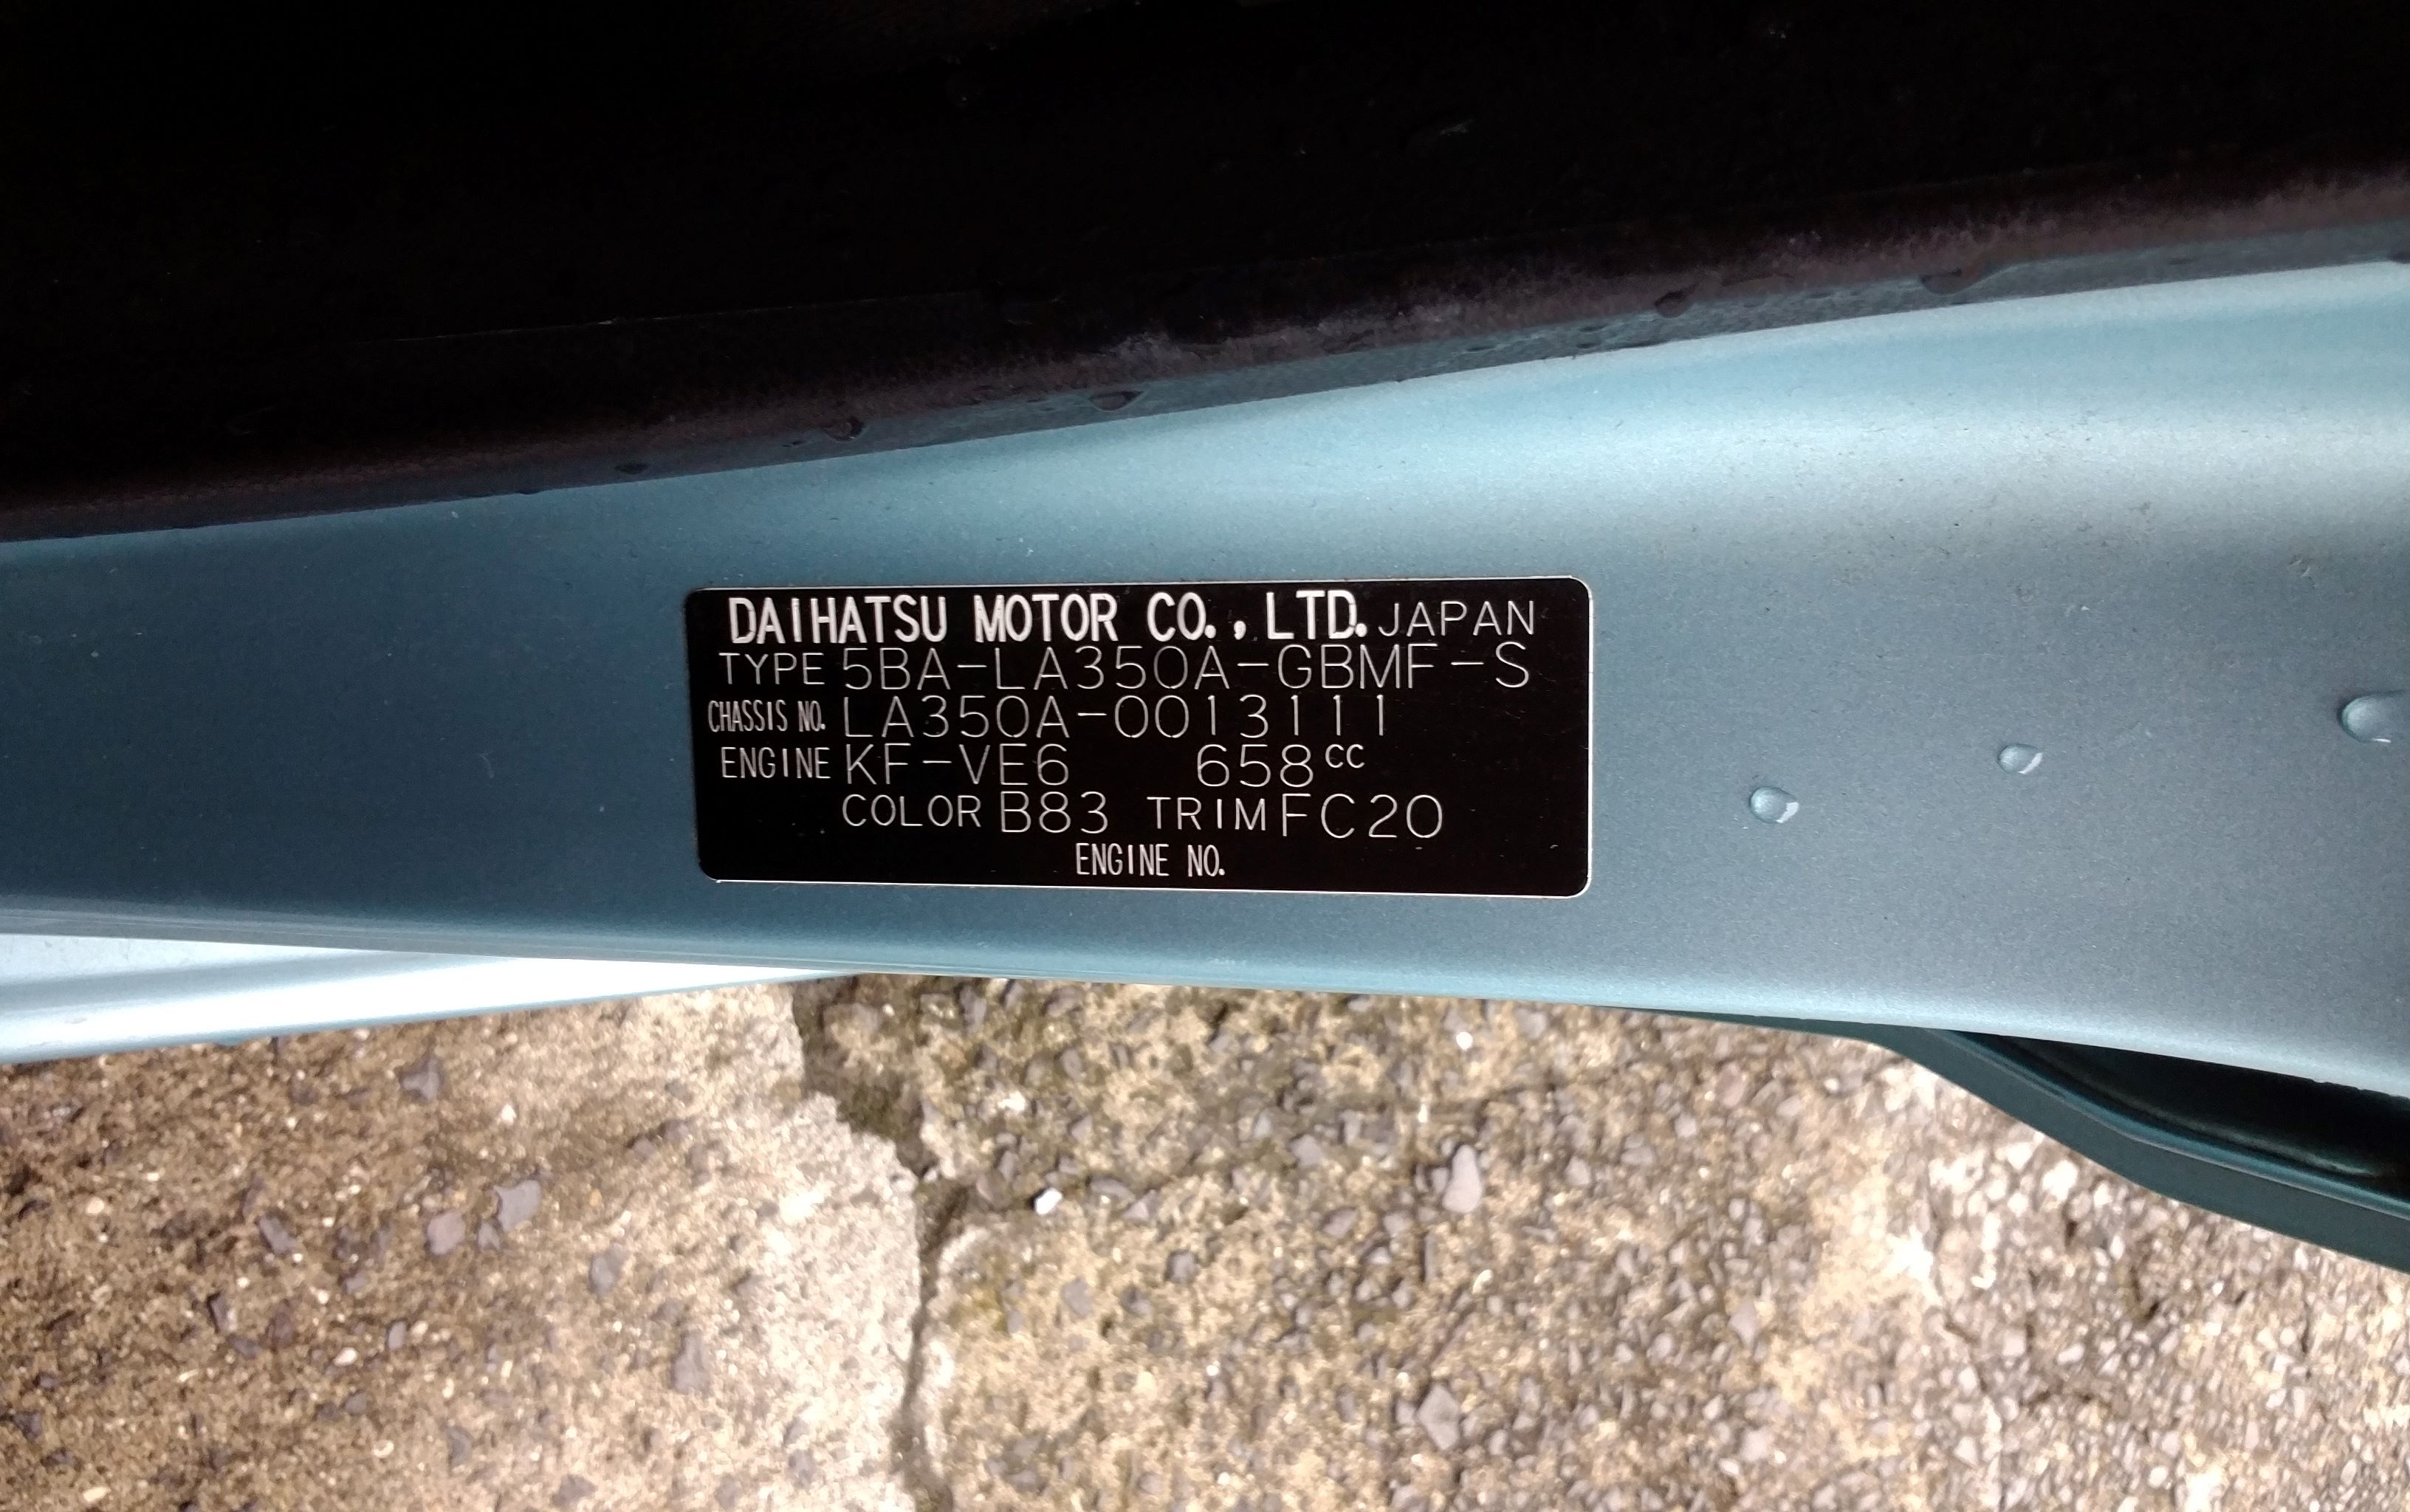 DAIHATSU MOTOR CO., LTD. JAPAN
TYPE 5BA-LA350A-GBMF-S
CHASSIS NO. LA350A-0013111
ENGINE KF-VE6 658cc
COLOR B83 TRIM FC20
ENGINE NO.